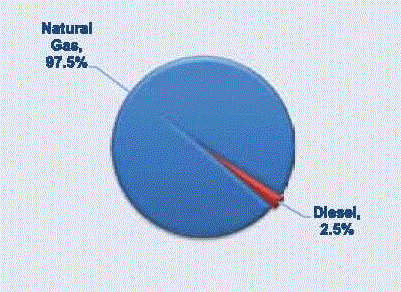 Natural
Gas,
97.5%
Diesel,
2.5%